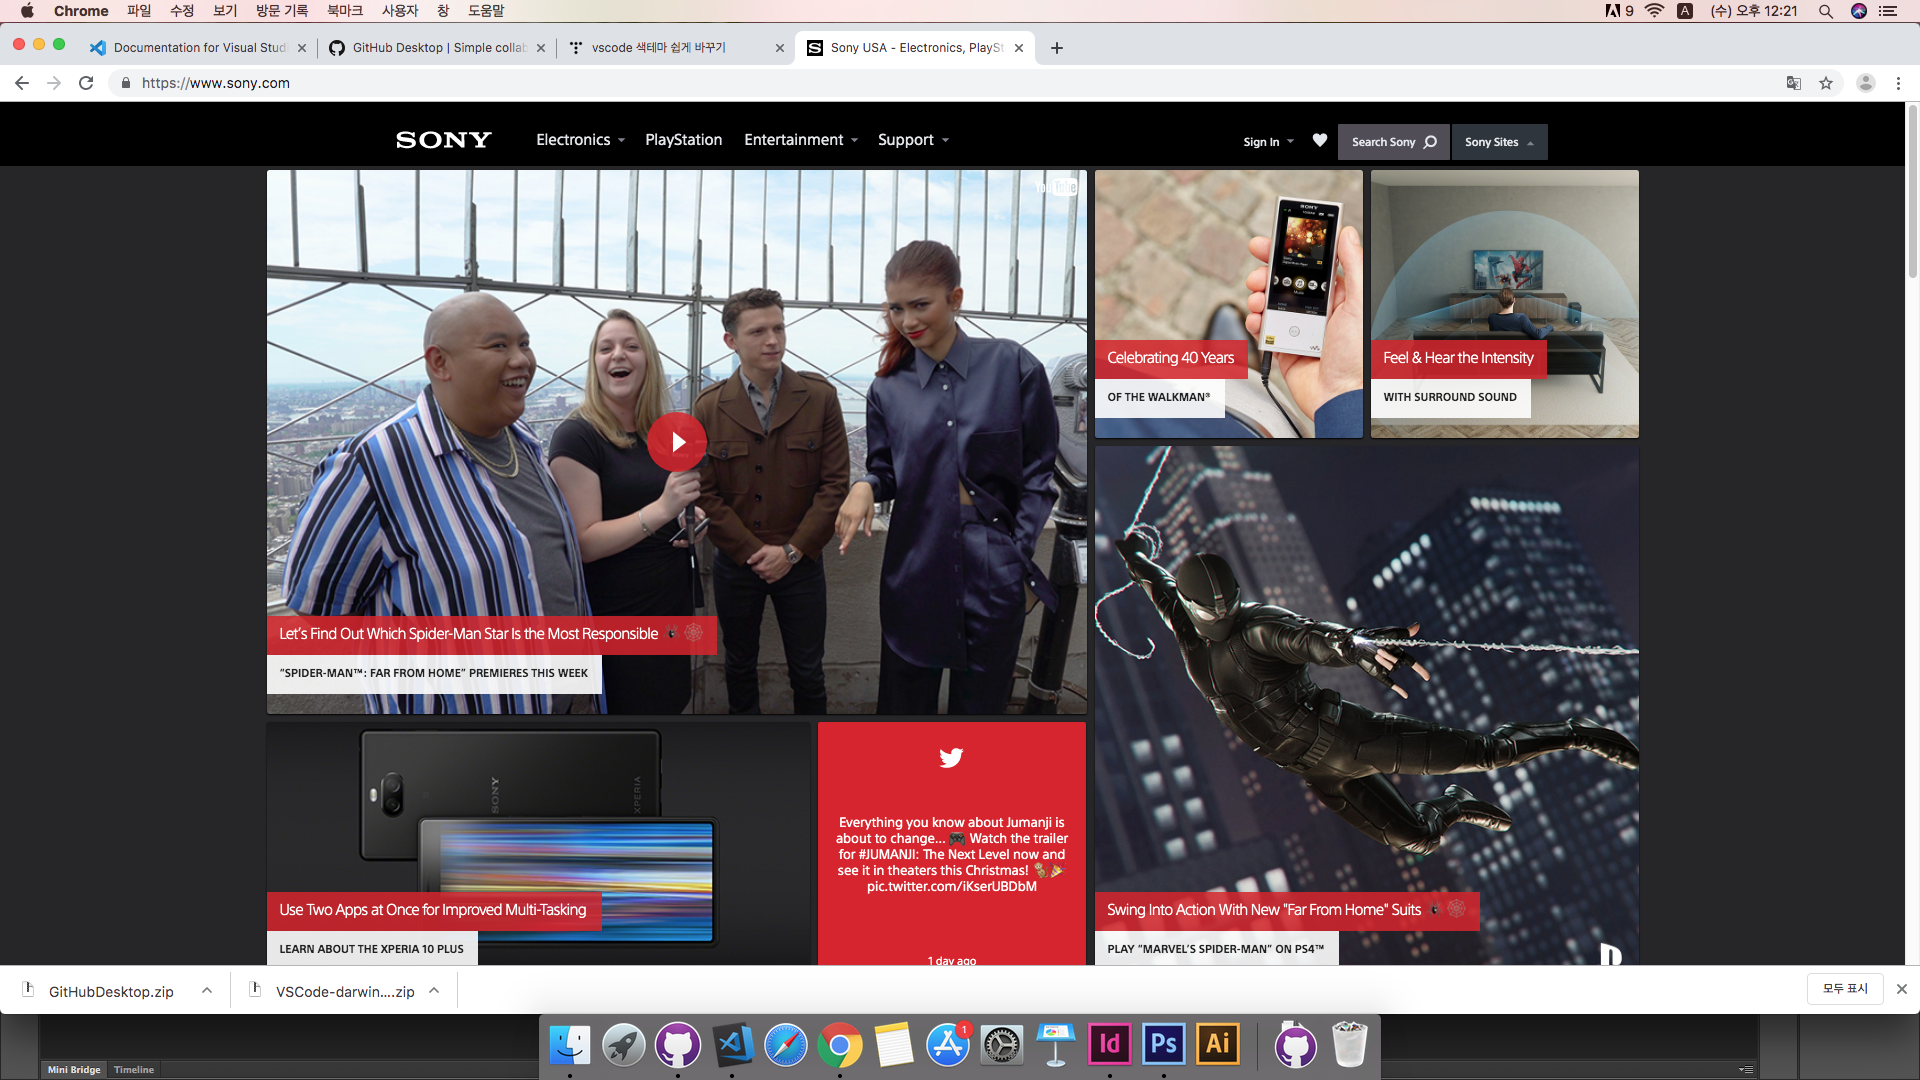 Chrome 파일 수정 보기 방문 기록 북마크 사용자 창 도움말
9 A (수) 오후 12:21
Documentation for Visual Studi
GitHub Desktop | Simple collab
vscode 색테마 쉽게 바꾸기
Sony USA - Electronics, PlaySt
https://www.sony.com
SONY Electronics PlayStation Entertainment Support
Sign In Search Sony Sony Sites
YouTube
Let's Find Out Which Spider-Man Star Is the Most Responsible 🕷 🕸
"SPIDER-MAN™: FAR FROM HOME" PREMIERES THIS WEEK
SONY
Celebrating 40 Years
OF THE WALKMAN®
Feel & Hear the Intensity
WITH SURROUND SOUND
SONY
XPERIA
Use Two Apps at Once for Improved Multi-Tasking
LEARN ABOUT THE XPERIA 10 PLUS
Everything you know about Jumanji is
about to change... 🎮 Watch the trailer
for #JUMANJI: The Next Level now and
see it in theaters this Christmas! 🐒🎉
pic.twitter.com/iKserUBDbM
1 day ago
Swing Into Action With New "Far From Home" Suits 🕷 🕸
PLAY "MARVEL'S SPIDER-MAN" ON PS4™
GitHubDesktop.zip
VSCode-darwin....zip
모두 표시
1
Id
Ps
Ai
Mini Bridge
Timeline